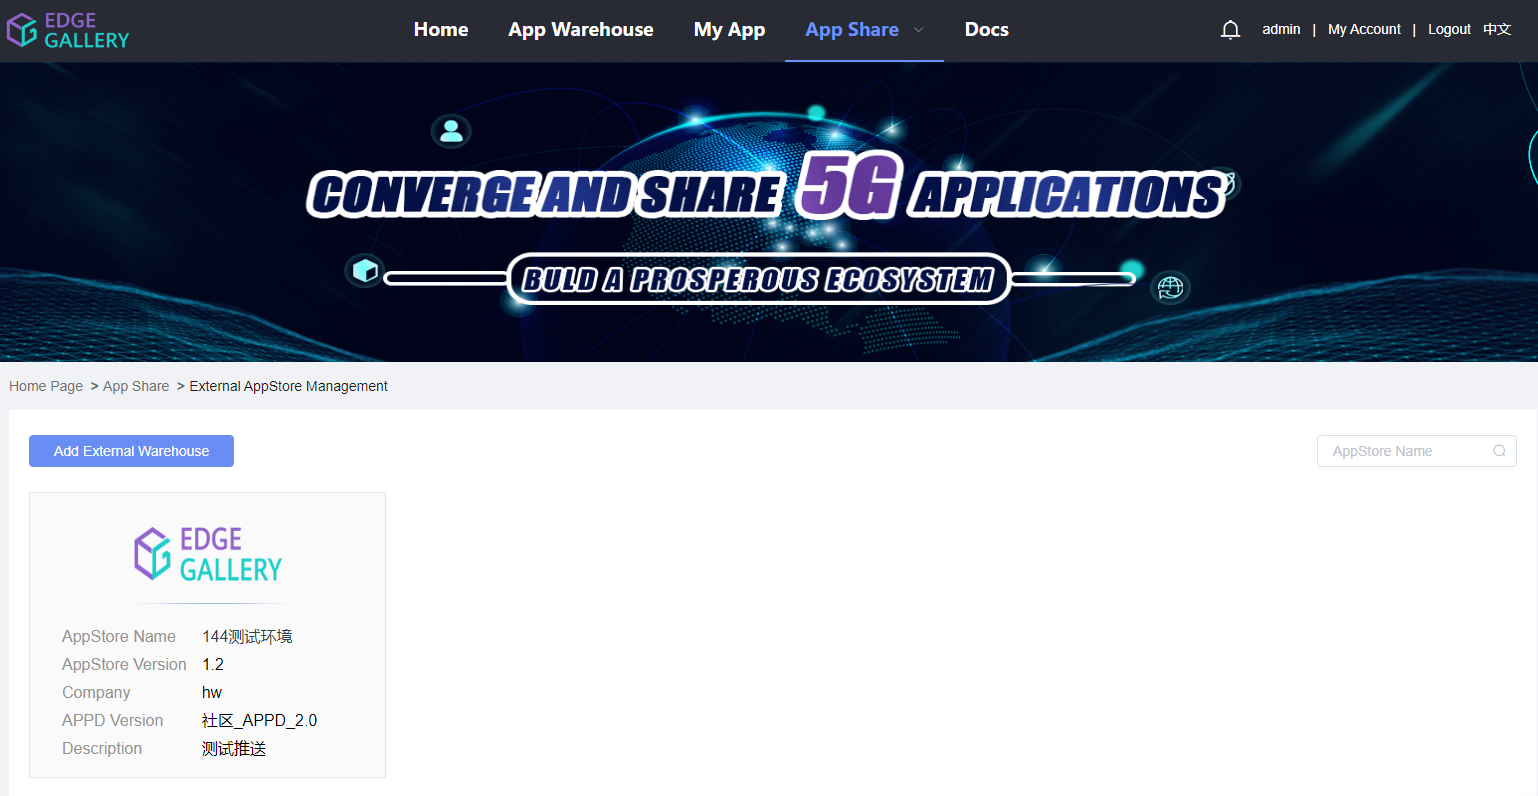 EDGE
GALLERY
Home
App Warehouse
My App
App Share
Docs
admin | My Account | Logout 中文
CONVERGE AND SHARE 5G APPLICATIONS
BULD A PROSPEROUS ECOSYSTEM
Home Page > App Share > External AppStore Management
Add External Warehouse
AppStore Name
EDGE
GALLERY
AppStore Name 144测试环境
AppStore Version 1.2
Company hw
APPD Version 社区_APPD_2.0
Description 测试推送